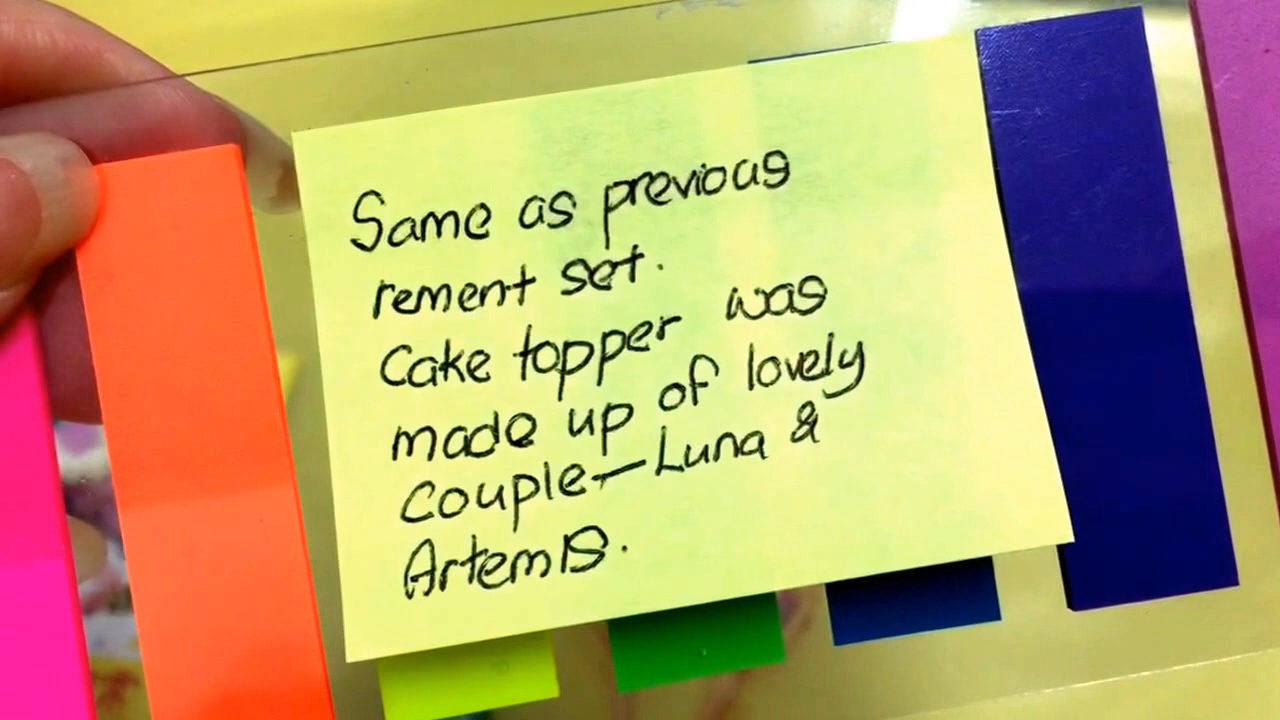 Same as previous
rement set.
Cake topper was
made up of lovely
couple—Luna &
Artemis.